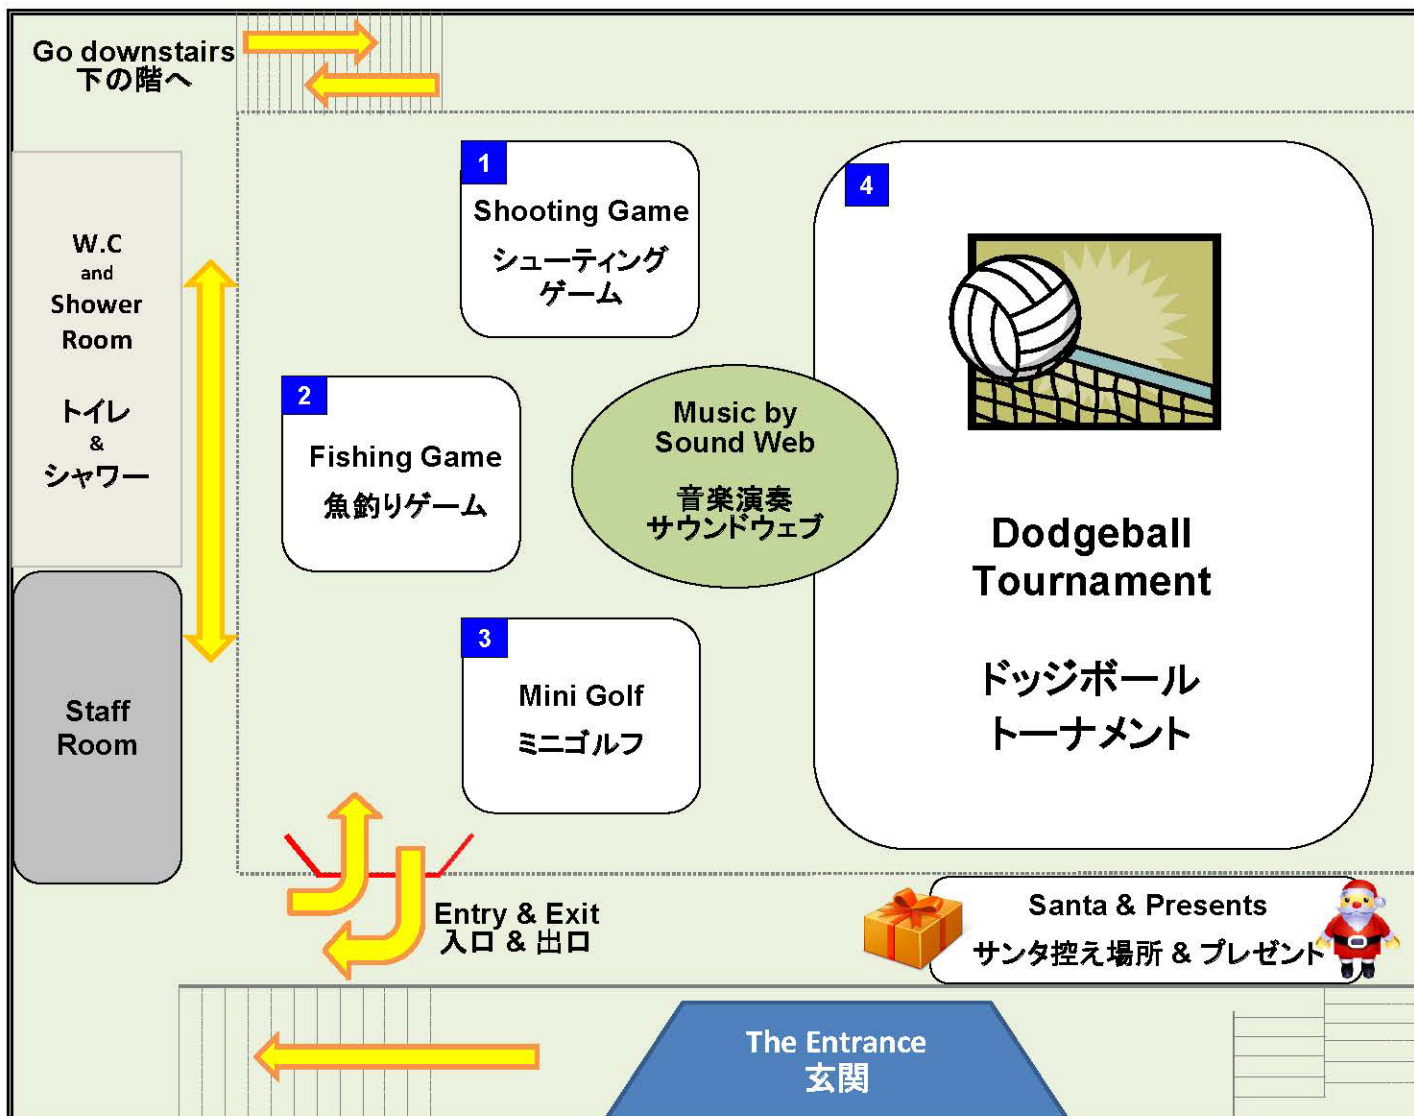 Go downstairs
下の階へ
1
Shooting Game
シューティング
ゲーム
4
W.C
and
Shower
Room
トイレ
&
シャワー
2
Fishing Game
魚釣りゲーム
Music by
Sound Web
音楽演奏
サウンドウェブ
Dodgeball
Tournament
ドッジボール
トーナメント
3
Mini Golf
ミニゴルフ
Staff
Room
Entry & Exit
入口 & 出口
Santa & Presents
サンタ控え場所 & プレゼント
The Entrance
玄関